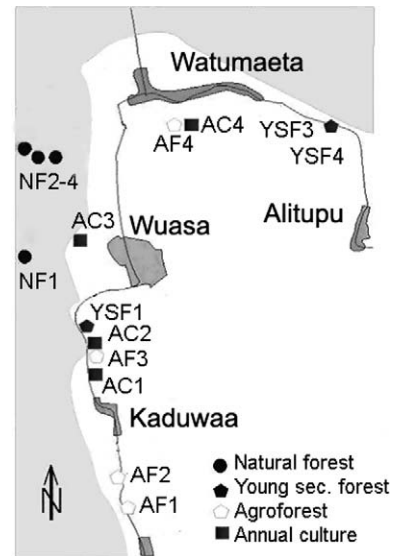 Watumaeta
AC4
YSF3
AF4
YSF4
NF2-4
AC3
Wuasa
Alitupu
NF1
YSF1
AC2
AF3
AC1
Kaduwaa
AF2
AF1
N
Natural forest
Young sec. forest
Agroforest
Annual culture